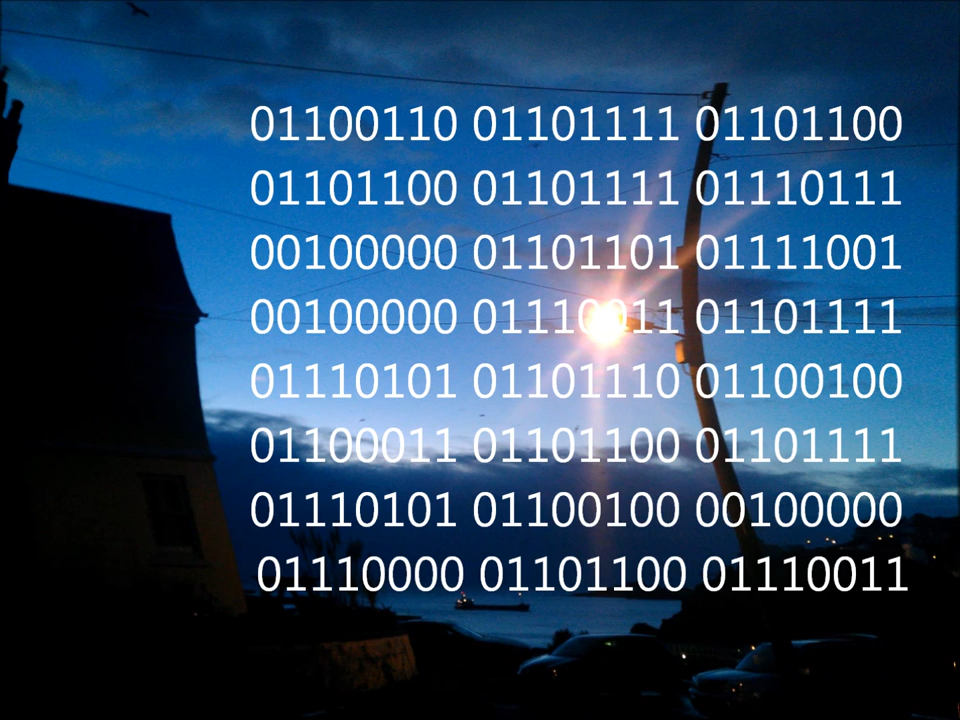 01100110 01101111 01101100
01101100 01101111 01110111
00100000 01101101 01111001
00100000 01110011 01101111
01110101 01101110 01100100
01100011 01101100 01101111
01110101 01100100 00100000
01110000 01101100 01110011